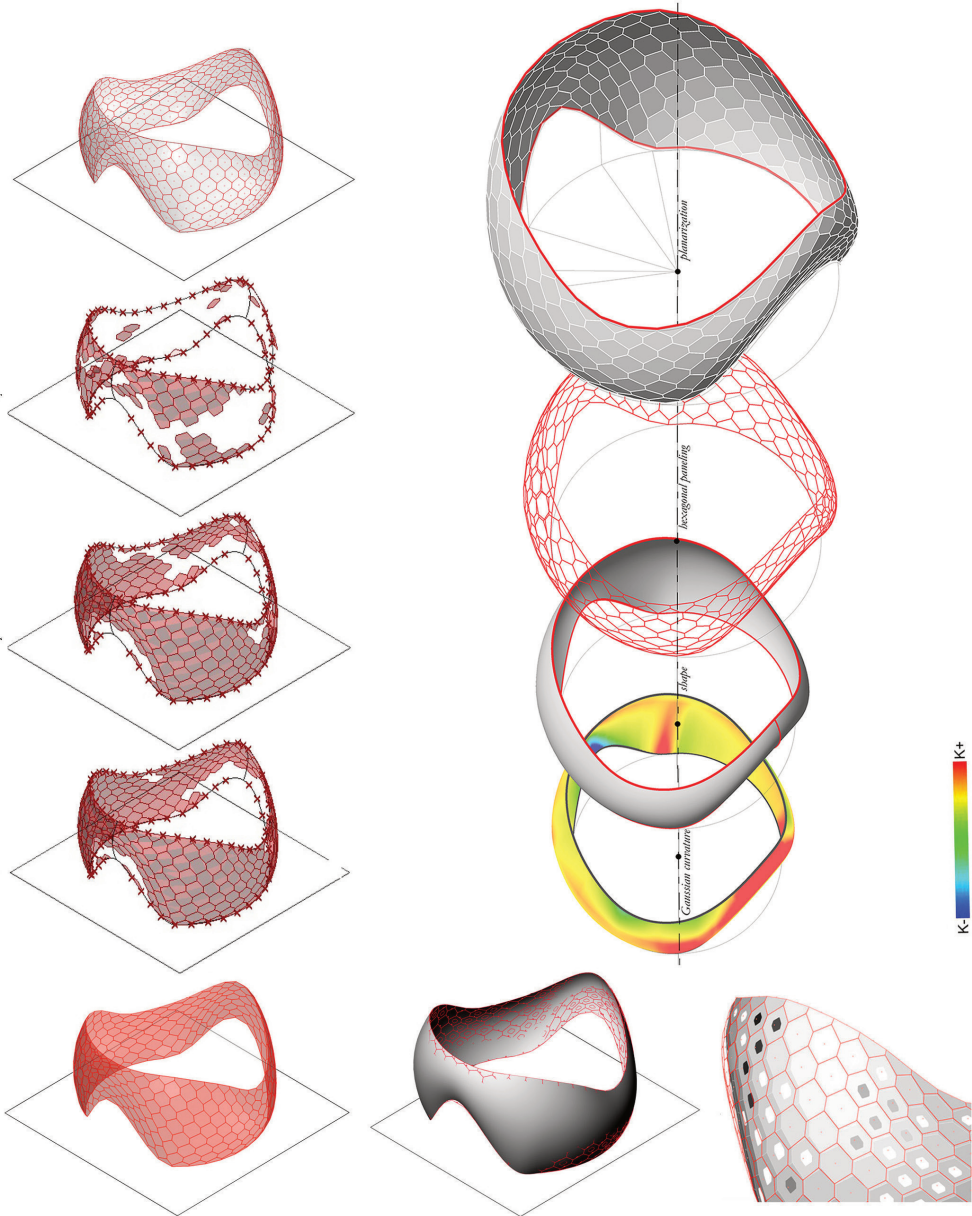 planarization
hexagonal paneling
shape
Gaussian curvature
K- K+